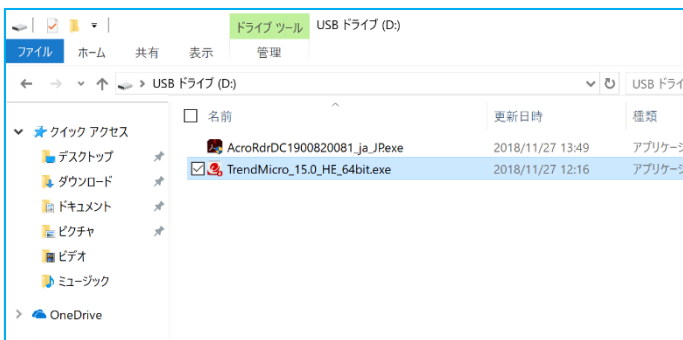 ドライブ ツール USB ドライブ (D:)
ファイル ホーム 共有 表示 管理
USB ドライブ (D:) USB ドライ
名前 更新日時 種類
クイック アクセス
AcroRdrDC1900820081_ja_JP.exe 2018/11/27 13:49 アプリケーシ
デスクトップ
TrendMicro_15.0_HE_64bit.exe 2018/11/27 12:16 アプリケーシ
ダウンロード
ドキュメント
ピクチャ
ビデオ
ミュージック
OneDrive